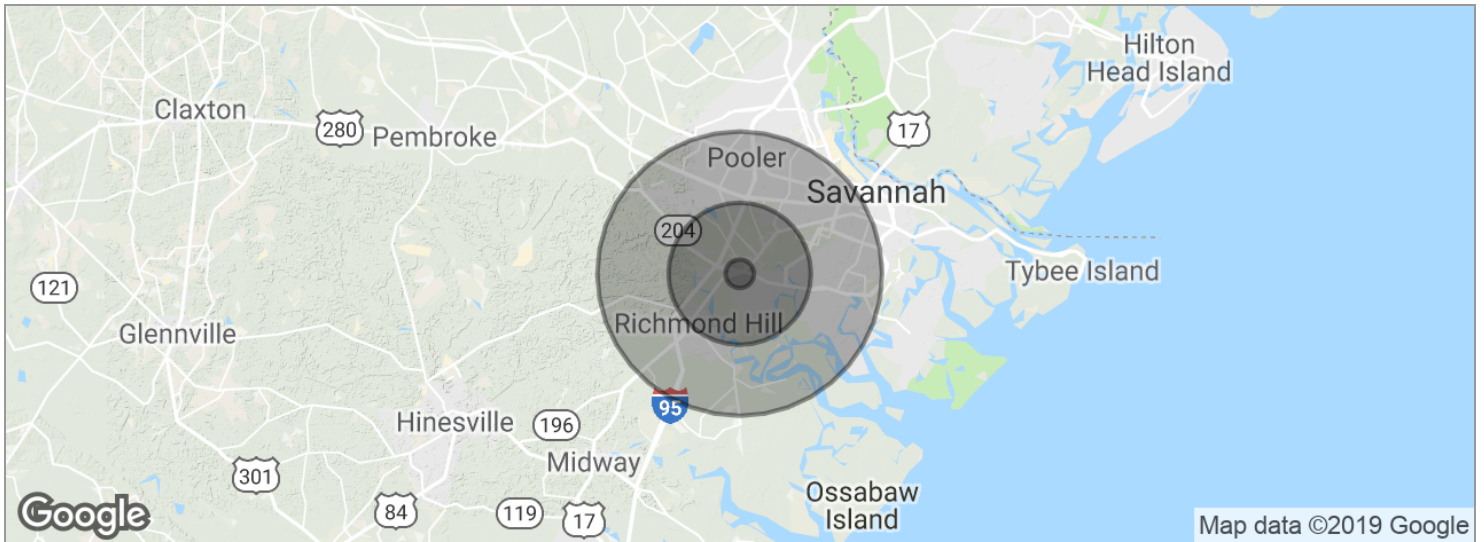 Hilton
Head Island
Claxton
280
Pembroke
17
Pooler
Savannah
204
Tybee Island
121
Glennville
Richmond Hill
95
Hinesville
196
Midway
301
Ossabaw
Island
84
119
17
Google
Map data ©2019 Google